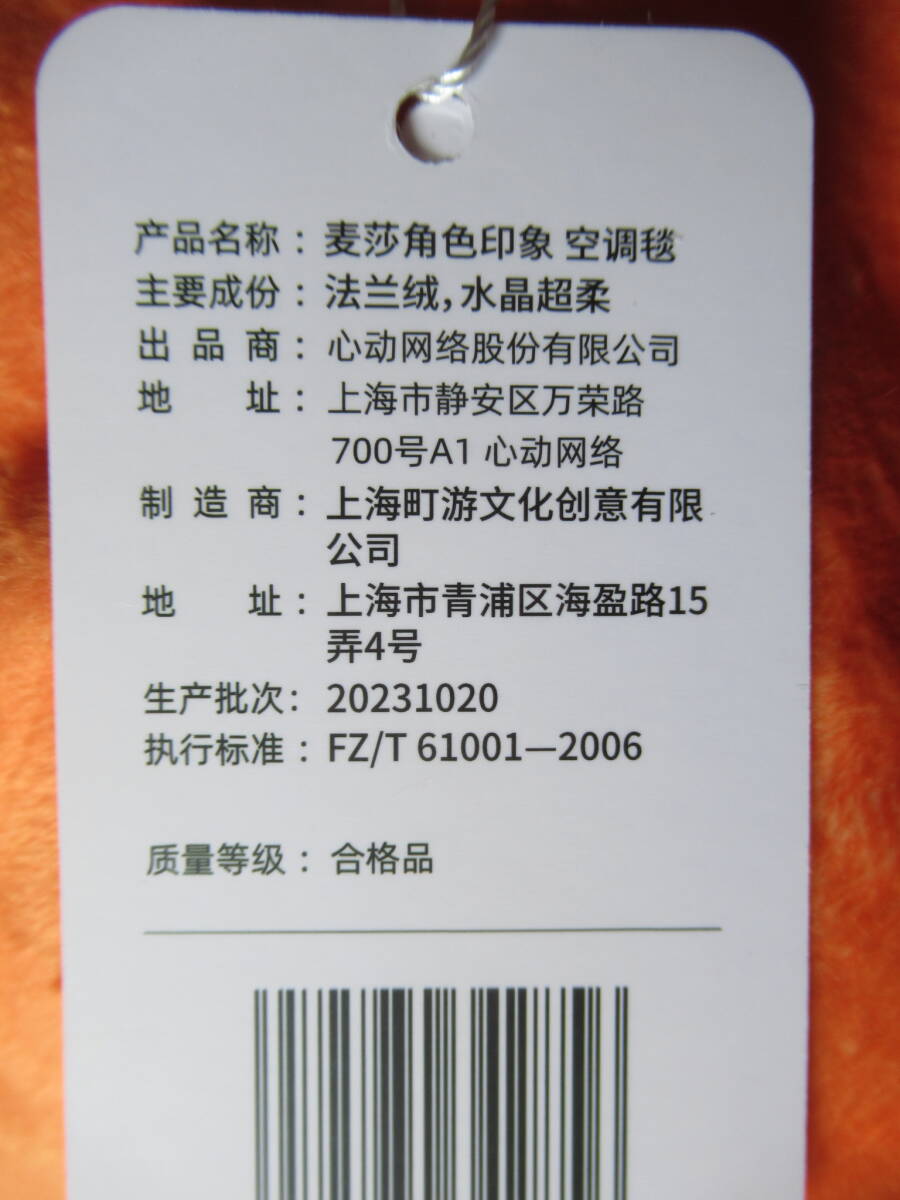 产品名称：麦莎角色印象 空调毯
主要成份：法兰绒，水晶超柔
出品商：心动网络股份有限公司
地 址：上海市静安区万荣路
700号A1 心动网络
制造商：上海町游文化创意有限
公司
地 址：上海市青浦区海盈路15
弄4号
生产批次：20231020
执行标准：FZ/T 61001—2006
质量等级：合格品